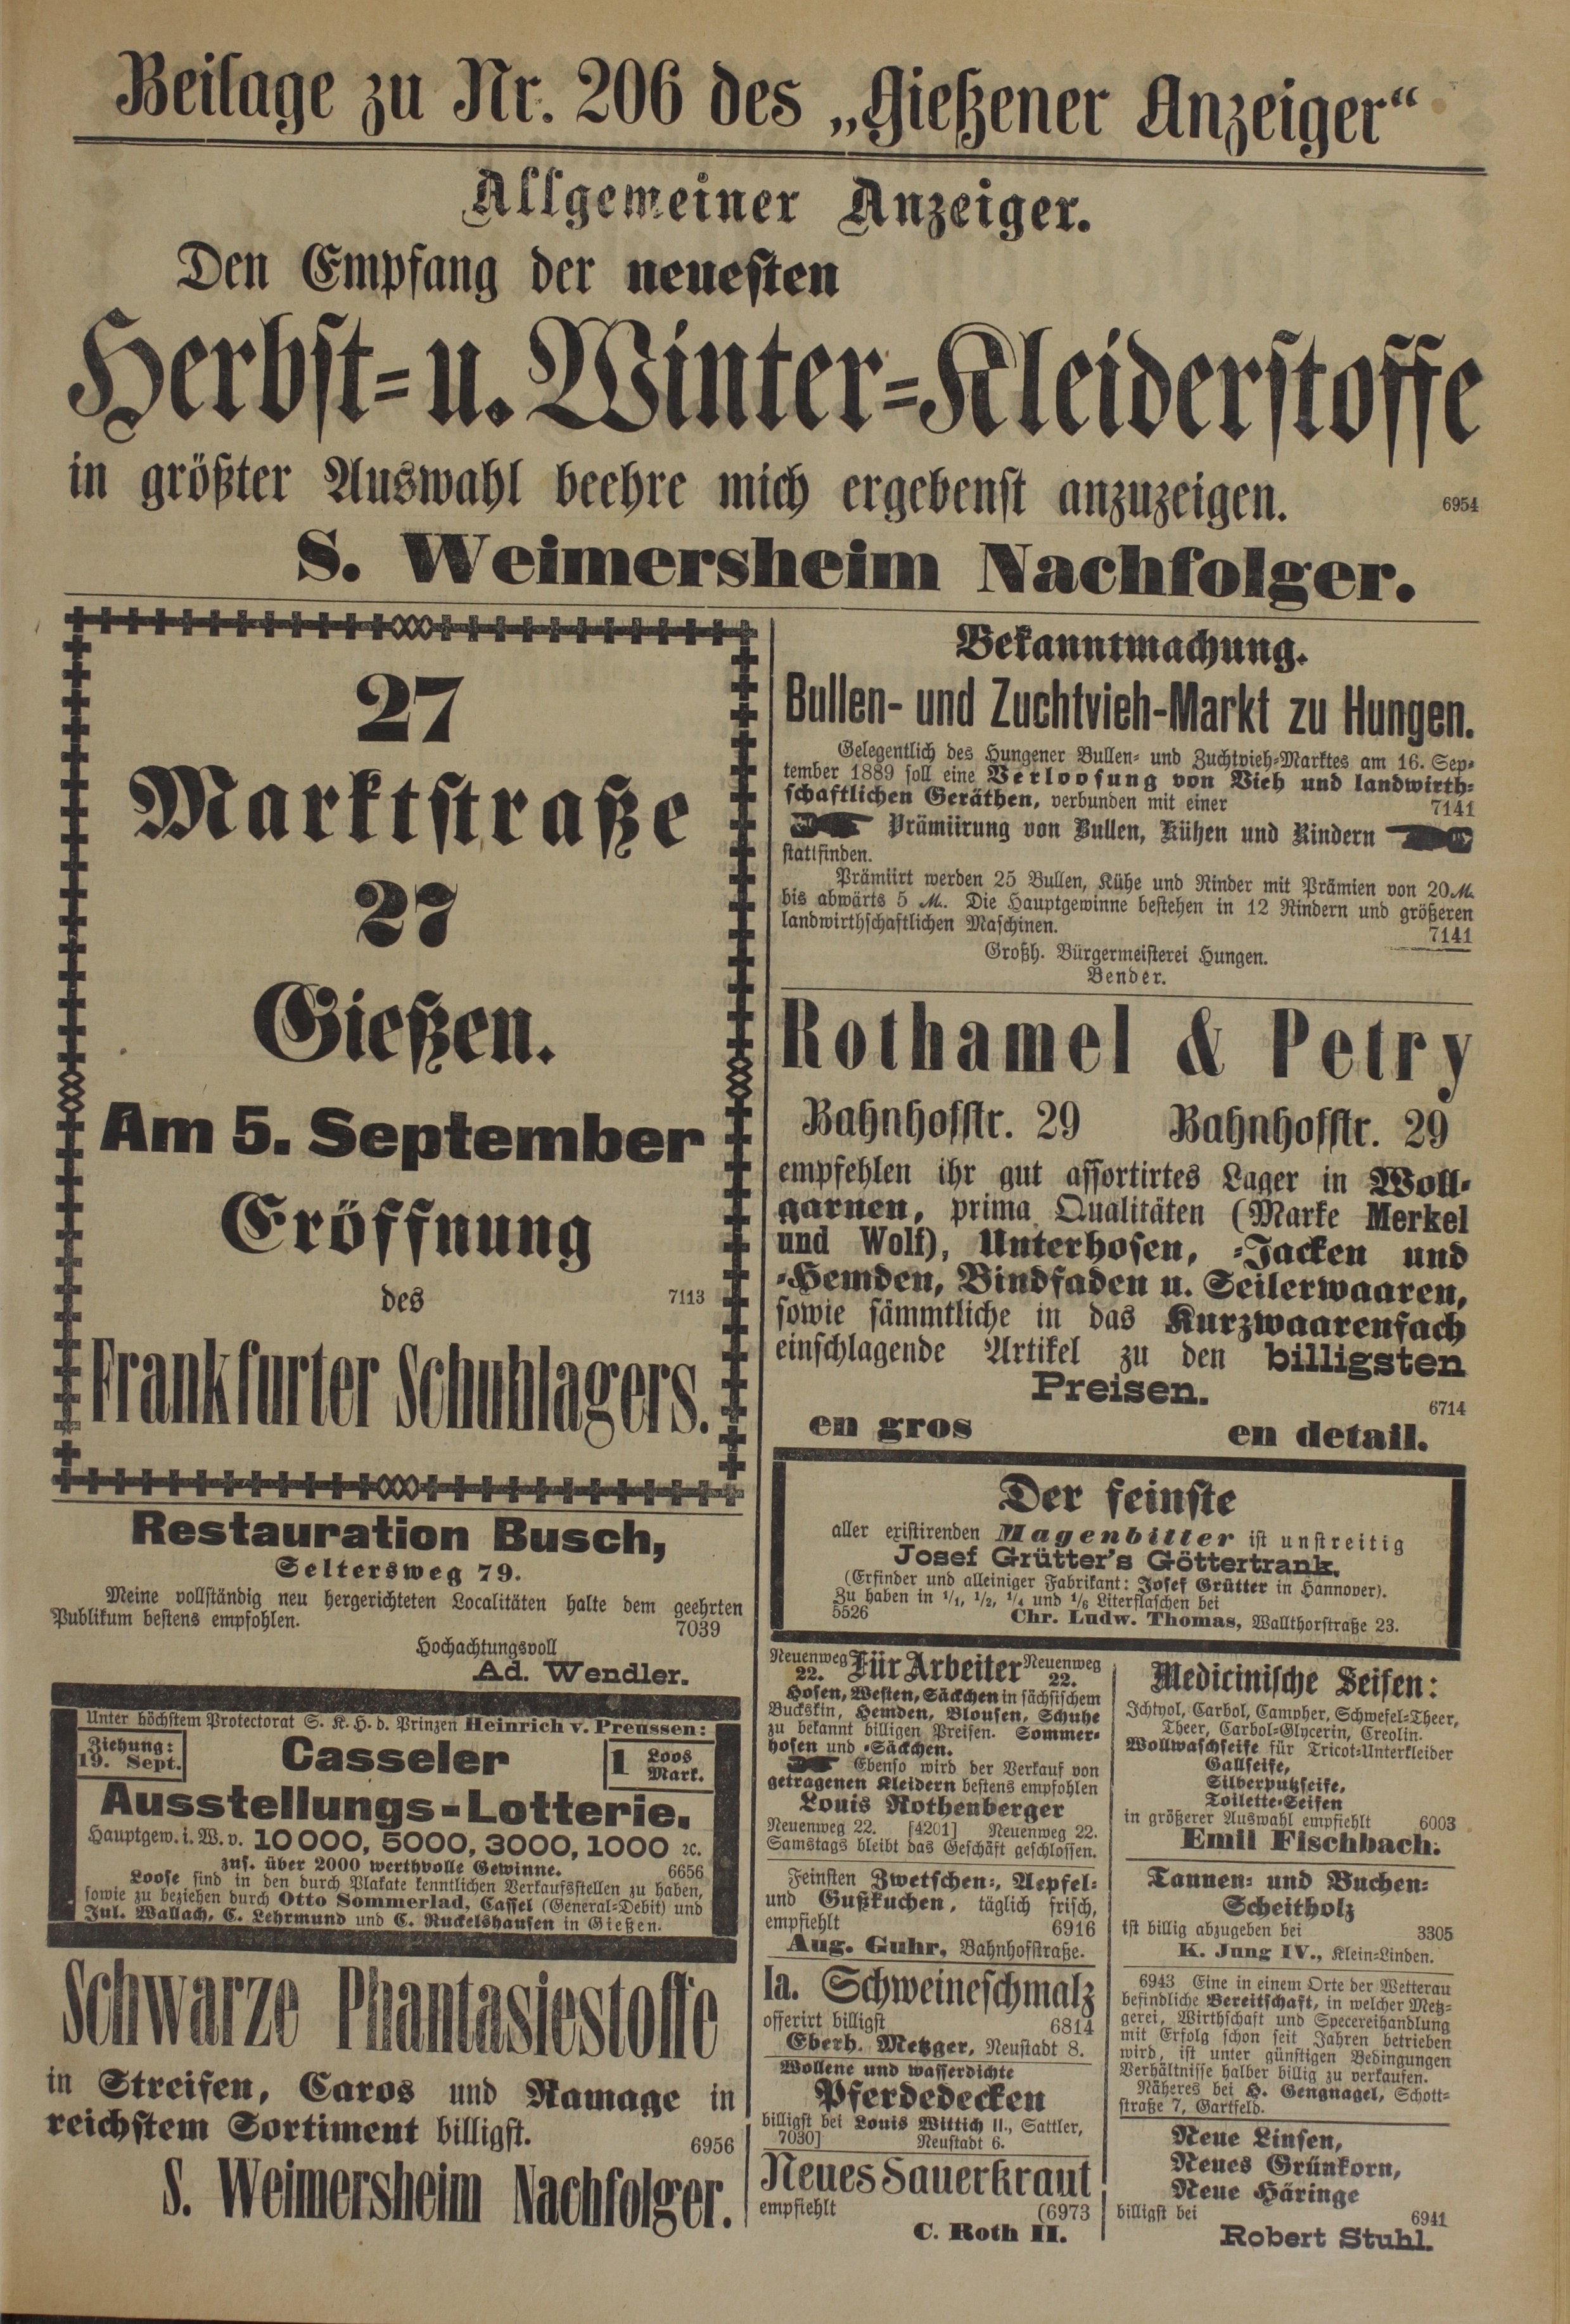 Beilage zu Nr. 206 des „Gießener Anzeiger“
Allgemeiner Anzeiger.
Den Empfang der neuesten
Herbst- u. Winter-Kleiderstoffe
in größter Auswahl beehre mich ergebenst anzuzeigen.
6954
S. Weimersheim Nachfolger.
27
Marktstraße
27
Gießen.
Am 5. September
Eröffnung
des
7113
Frankfurter Schuhlagers.
Restauration Busch,
Seltersweg 79.
Meine vollständig neu hergerichteten Localitäten halte dem geehrten
Publikum bestens empfohlen.
7039
Hochachtungsvoll
Ad. Wendler.
Unter höchstem Protectorat S. K. H. d. Prinzen Heinrich v. Preussen:
Ziehung:
19. Sept.
Casseler
1 Loos
Mark.
Ausstellungs-Lotterie.
Hauptgew. i. W. v. 10000, 5000, 3000, 1000 ꝛc.
zus. über 2000 werthvolle Gewinne.
6656
Loose sind in den durch Plakate kenntlichen Verkaufsstellen zu haben,
sowie zu beziehen durch Otto Sommerlad, Cassel (General-Debit) und
Jul. Wallach, C. Lehrmund und C. Ruckelshausen in Gießen.
Schwarze Phantasiestoffe
in Streifen, Caros und Ramage in
reichstem Sortiment billigst.
6956
S. Weimersheim Nachfolger.
Bekanntmachung.
Bullen- und Zuchtvieh-Markt zu Hungen.
Gelegentlich des Hungener Bullen- und Zuchtvieh-Marktes am 16. Sep-
tember 1889 soll eine Verloosung von Vieh und landwirth-
schaftlichen Geräthen, verbunden mit einer
7141
Prämiirung von Bullen, Kühen und Rindern
stattfinden.
Prämiirt werden 25 Bullen, Kühe und Rinder mit Prämien von 20 M.
bis abwärts 5 M. Die Hauptgewinne bestehen in 12 Rindern und größeren
landwirthschaftlichen Maschinen.
7141
Großh. Bürgermeisterei Hungen.
Bender.
Rothamel & Petry
Bahnhofstr. 29 Bahnhofstr. 29
empfehlen ihr gut assortirtes Lager in Woll-
garnen, prima Qualitäten (Marke Merkel
und Wolf), Unterhosen, -Jacken und
-Hemden, Bindfaden u. Seilerwaaren,
sowie sämmtliche in das Kurzwaarenfach
einschlagende Artikel zu den billigsten
Preisen.
6714
en gros en detail.
Der feinste
aller existirenden Magenbitter ist unstreitig
Josef Grütter's Göttertrank.
(Erfinder und alleiniger Fabrikant: Josef Grütter in Hannover).
Zu haben in 1/1, 1/2, 1/4 und 1/6 Literflaschen bei
5526
Chr. Ludw. Thomas, Wallthorstraße 23.
Neuenweg 22. Für Arbeiter Neuenweg 22.
Hosen, Westen, Säckchen in sächsischem
Buckskin, Hemden, Blousen, Schuhe
zu bekannt billigen Preisen. Sommer-
hosen und -Säckchen.
Ebenso wird der Verkauf von
getragenen Kleidern bestens empfohlen
Louis Rothenberger
Neuenweg 22. [4201] Neuenweg 22.
Samstags bleibt das Geschäft geschlossen.
Feinsten Zwetschen-, Aepfel-
und Gußkuchen, täglich frisch,
empfiehlt 6916
Aug. Guhr, Bahnhofstraße.
Ia. Schweineschmalz
offerirt billigst 6814
Eberh. Metzger, Neustadt 8.
Wollene und wasserdichte
Pferdedecken
billigst bei Louis Wittich II., Sattler,
7030] Neustadt 6.
Neues Sauerkraut
empfiehlt (6973
C. Roth II.
Medicinische Seifen:
Ichtyol, Carbol, Campher, Schwefel-Theer,
Theer, Carbol-Glycerin, Creolin.
Wollwaschseife für Tricot-Unterkleider
Gallseife,
Silberputzseife,
Toilette-Seifen
in größerer Auswahl empfiehlt 6003
Emil Fischbach.
Tannen- und Buchen-
Scheitholz
ist billig abzugeben bei 3305
K. Jung IV., Klein-Linden.
6943 Eine in einem Orte der Wetterau
befindliche Bereitschaft, in welcher Metz-
gerei, Wirthschaft und Specereihandlung
mit Erfolg schon seit Jahren betrieben
wird, ist unter günstigen Bedingungen
Verhältnisse halber billig zu verkaufen.
Näheres bei H. Gengnagel, Schott-
straße 7, Gartfeld.
Neue Linsen,
Neues Grünkorn,
Neue Häringe
billigst bei 6941
Robert Stuhl.